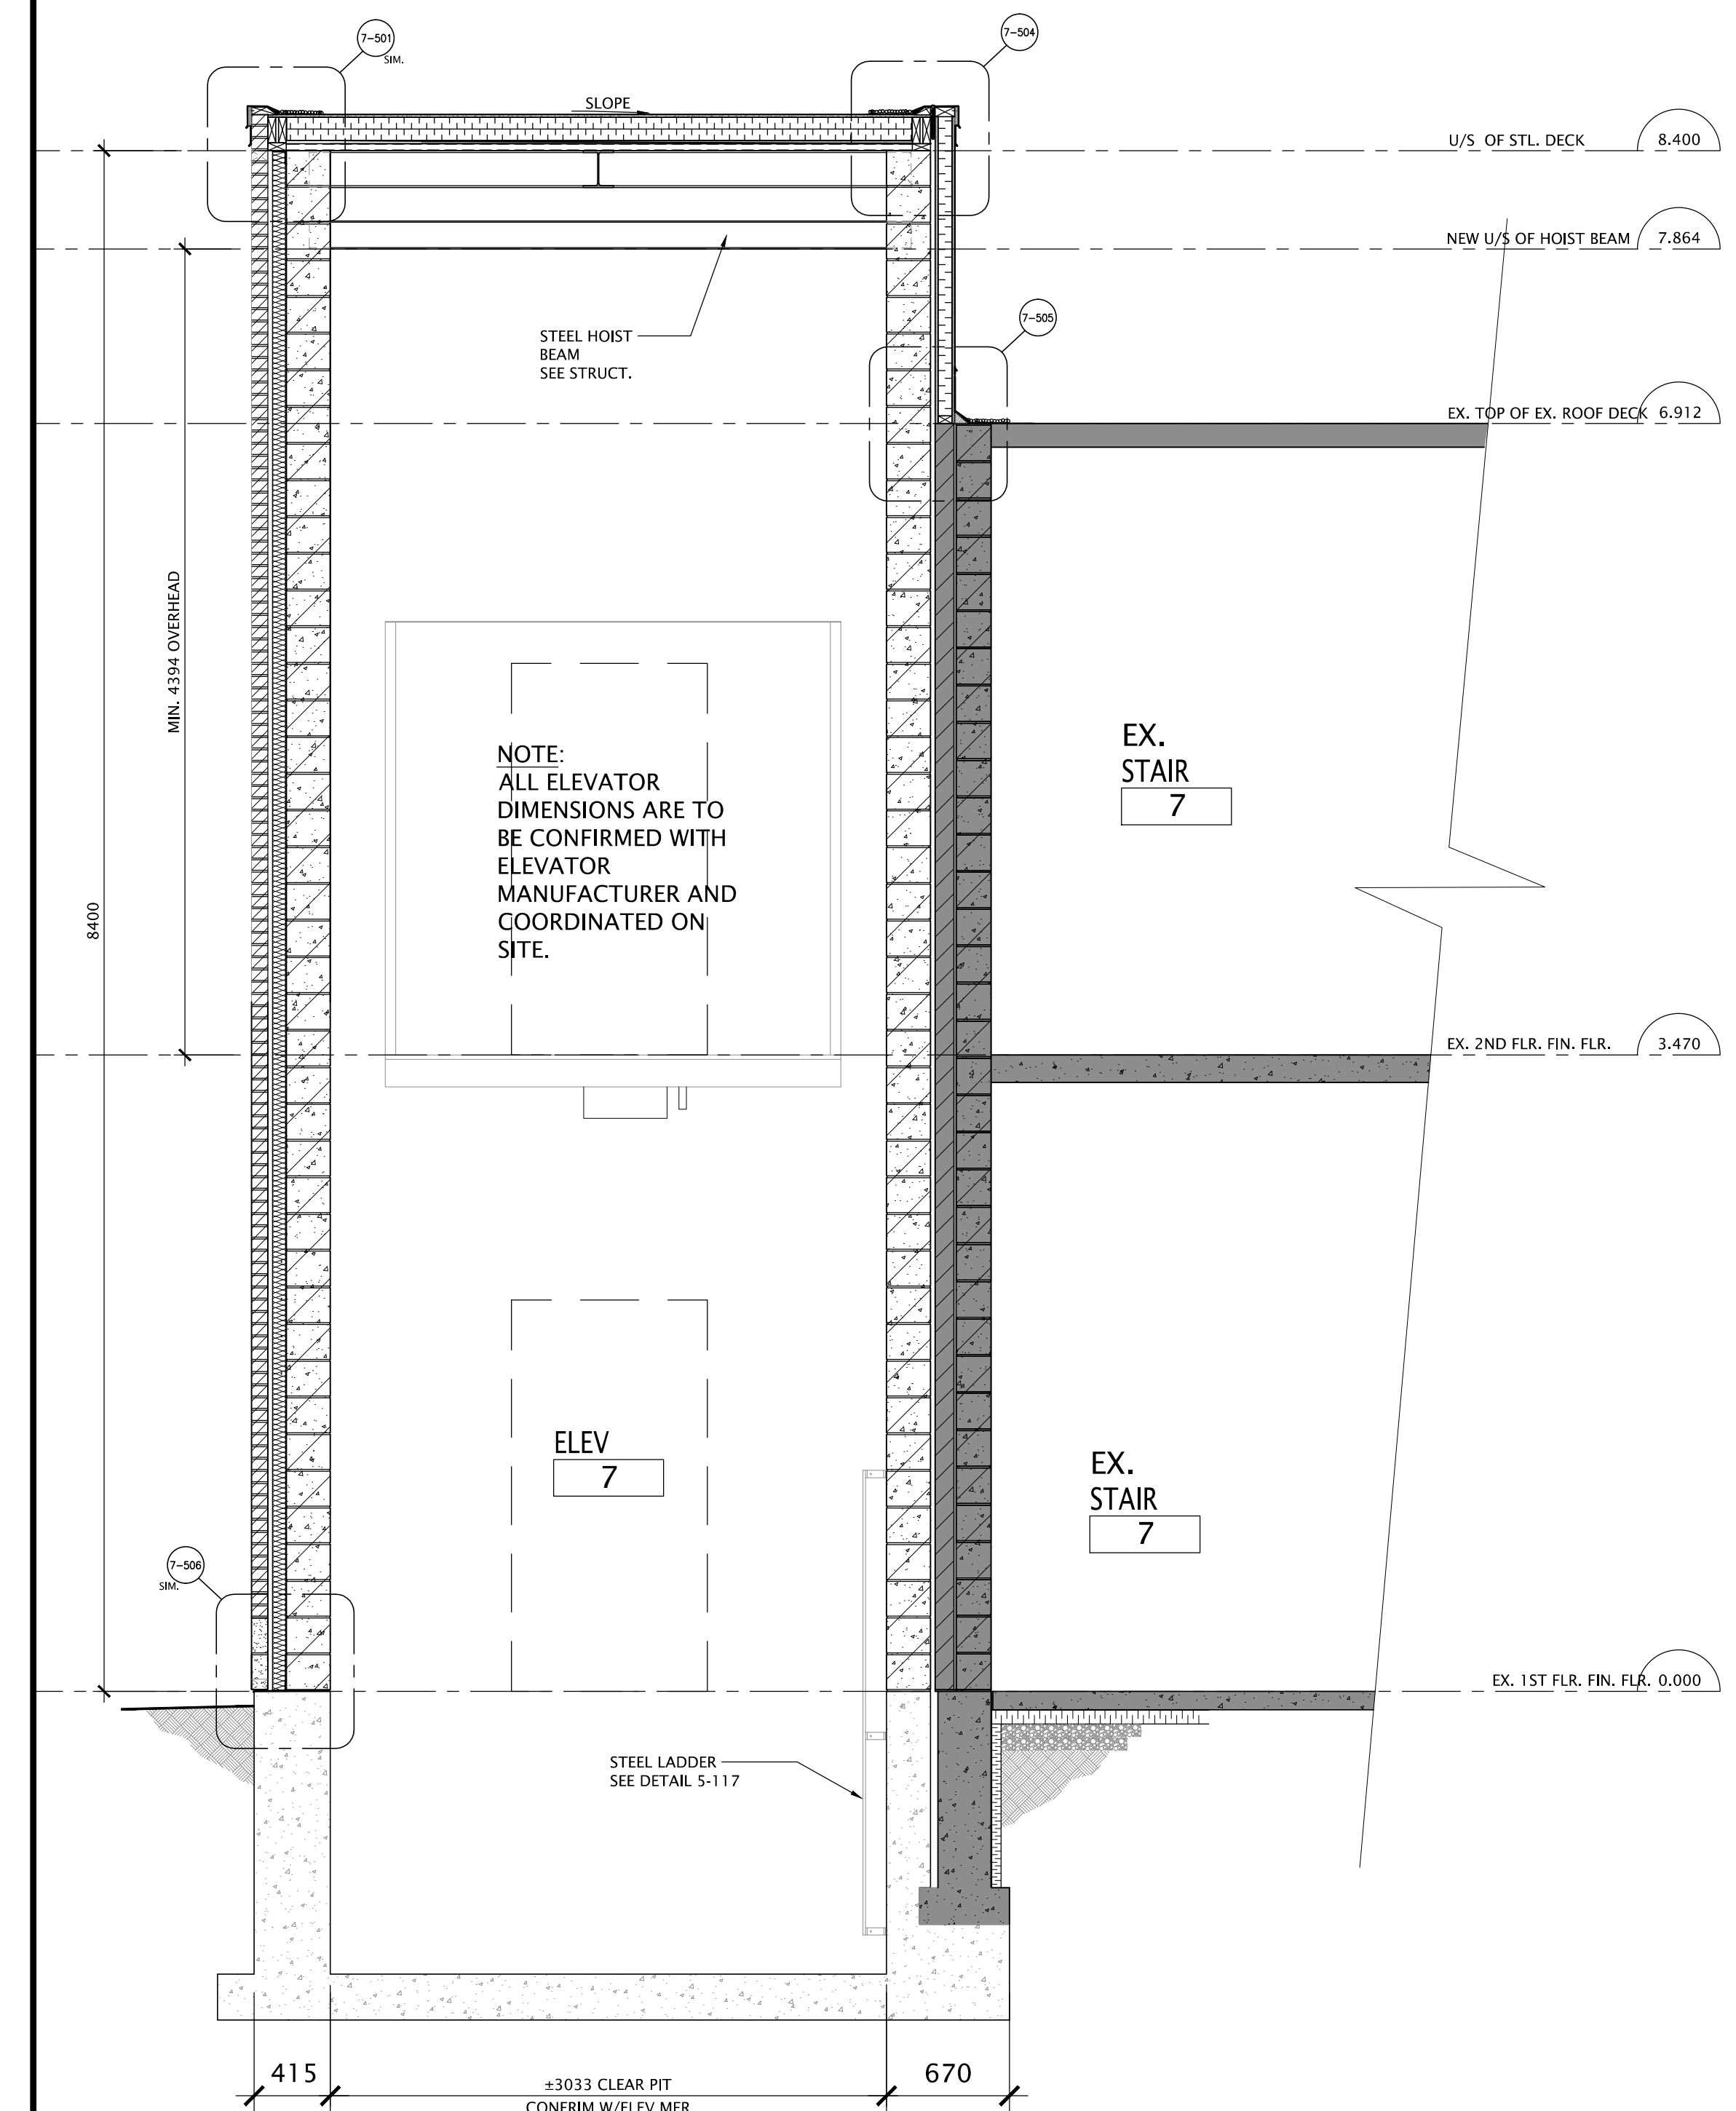 7-501
SIM.
7-504
SLOPE
U/S OF STL. DECK 8.400
NEW U/S OF HOIST BEAM 7.864
7-505
STEEL HOIST
BEAM
SEE STRUCT.
EX. TOP OF EX. ROOF DECK 6.912
MIN. 4394 OVERHEAD
8400
NOTE:
ALL ELEVATOR
DIMENSIONS ARE TO
BE CONFIRMED WITH
ELEVATOR
MANUFACTURER AND
COORDINATED ON
SITE.
EX.
STAIR
7
EX. 2ND FLR. FIN. FLR. 3.470
ELEV
7
EX.
STAIR
7
7-506
SIM.
EX. 1ST FLR. FIN. FLR. 0.000
STEEL LADDER
SEE DETAIL 5-117
415
±3033 CLEAR PIT
CONFRIM W/ELEV MFR
670